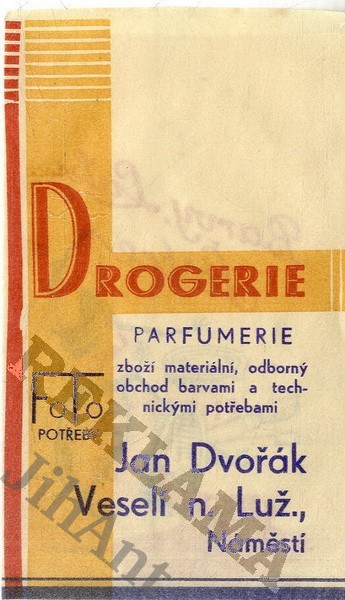 DROGERIE
PARFUMERIE
zboží materiální, odborný
obchod barvami a tech-
nickými potřebami
FoTo
POTŘEBY
Jan Dvořák
Veselí n. Luž.,
Náměstí
REKLAMA
JihAnt